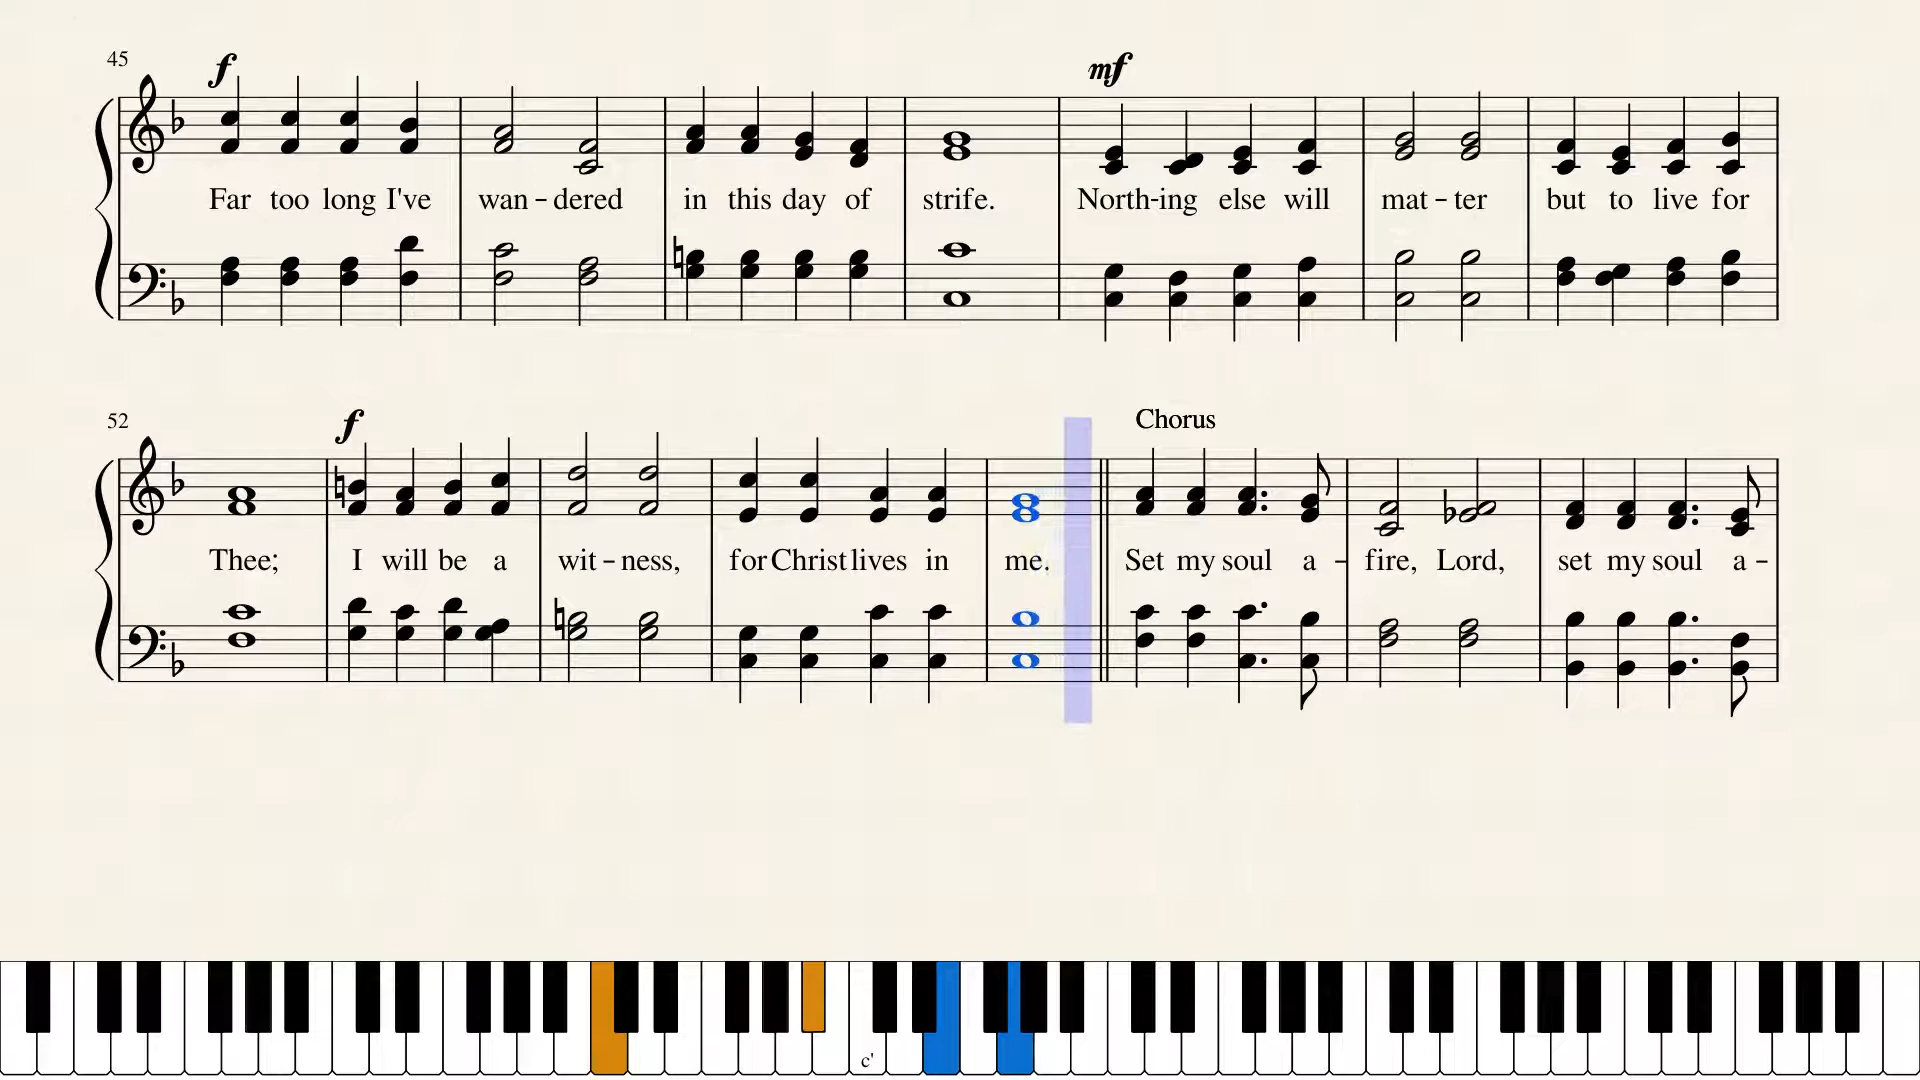 45
f
mf
Far too long I've wan-dered in this day of strife. North-ing else will mat-ter but to live for
52
f
Chorus
Thee; I will be a wit-ness, for Christ lives in me. Set my soul a-fire, Lord, set my soul a-
c'